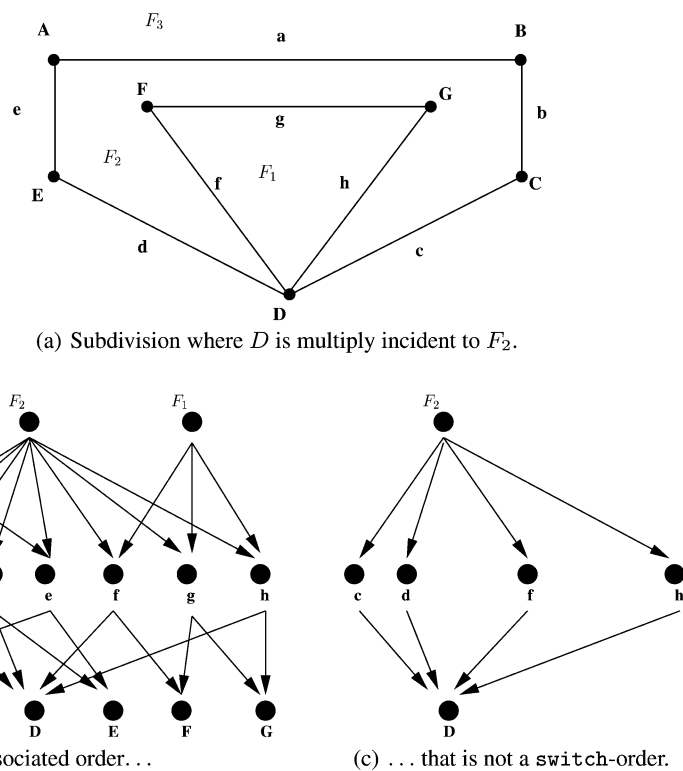 F₃
A
a
B
F
G
e
g
b
F₂
F₁
f
h
E
C
d
c
D
(a) Subdivision where D is multiply incident to F₂.
F₂
F₁
F₂
e
f
g
h
c
d
f
h
D
E
F
G
D
sociated order...
(c) ... that is not a switch-order.